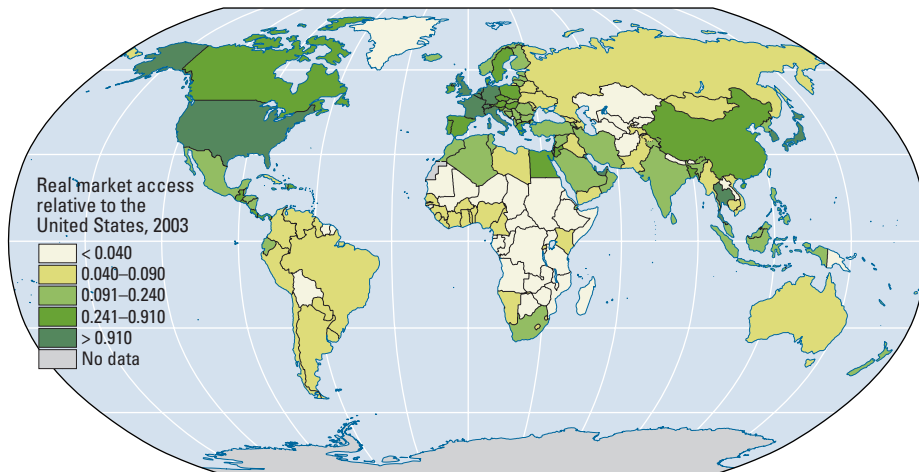 Real market access
relative to the
United States, 2003
< 0.040
0.040–0.090
0.091–0.240
0.241–0.910
> 0.910
No data